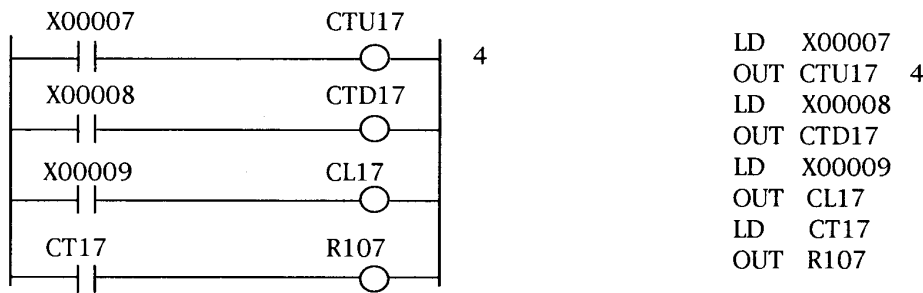 X00007 CTU17
4
X00008 CTD17
X00009 CL17
CT17 R107
LD X00007
OUT CTU17 4
LD X00008
OUT CTD17
LD X00009
OUT CL17
LD CT17
OUT R107